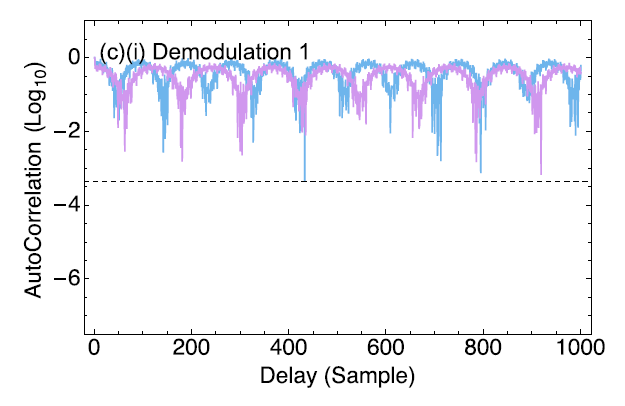 (c)(i) Demodulation 1
AutoCorrelation (Log10)
0
−2
−4
−6
0 200 400 600 800 1000
Delay (Sample)